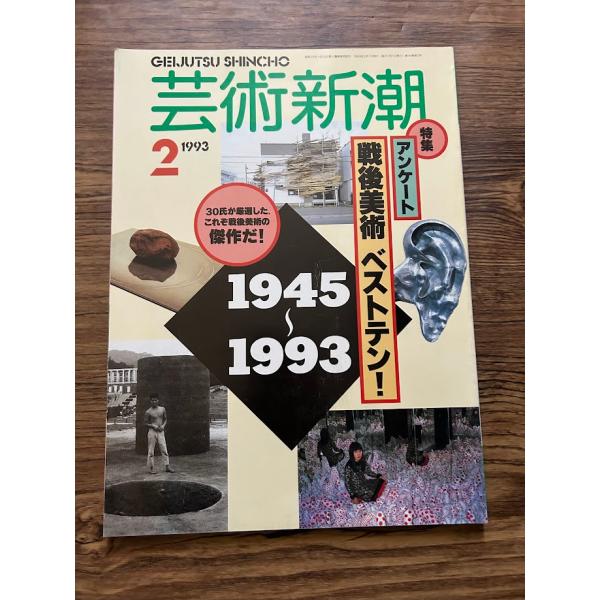 GEIJUTSU SHINCHO
芸術新潮
2 1993
特集
アンケート
戦後美術 ベストテン!
30氏が厳選した、
これぞ戦後美術の
傑作だ!
1945
〜
1993